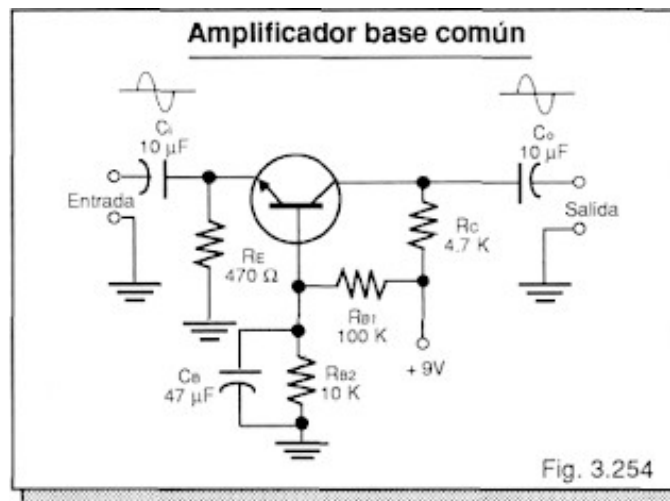 Amplificador base común
Ci
10 µF
Co
10 µF
Entrada
Salida
RE
470 Ω
RC
4.7 K
RB1
100 K
+ 9V
CB
47 µF
RB2
10 K
Fig. 3.254